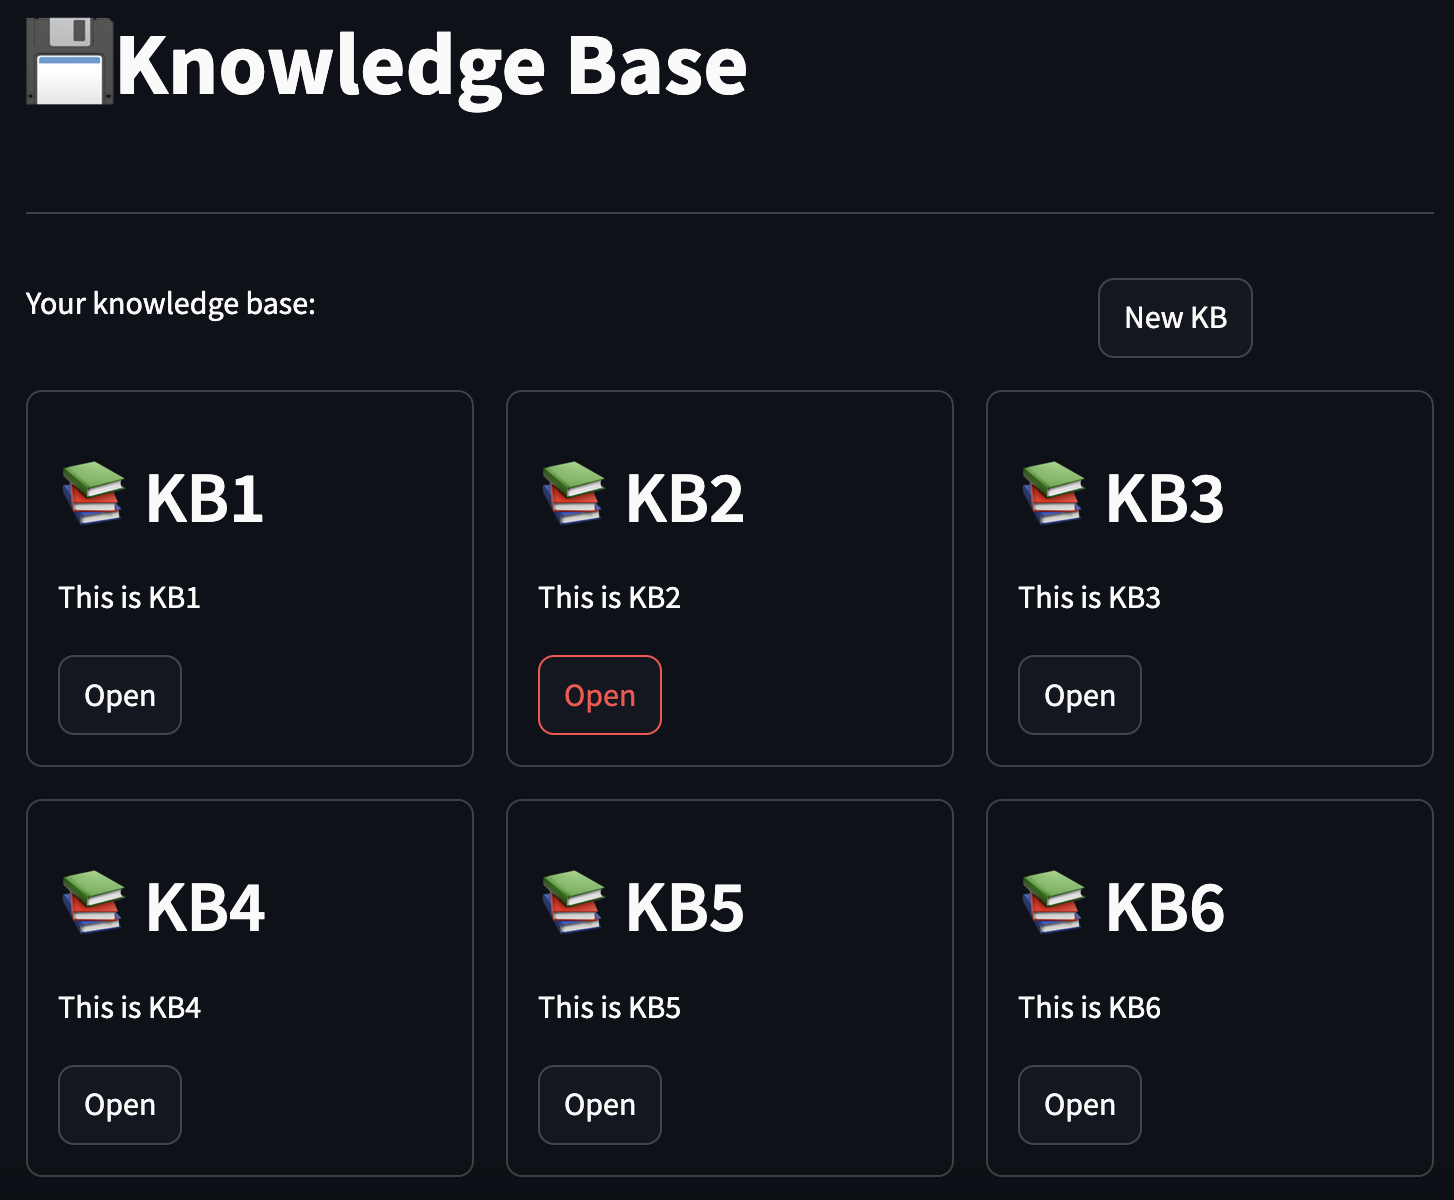 Knowledge Base
Your knowledge base:
New KB
KB1
This is KB1
Open
KB2
This is KB2
Open
KB3
This is KB3
Open
KB4
This is KB4
Open
KB5
This is KB5
Open
KB6
This is KB6
Open